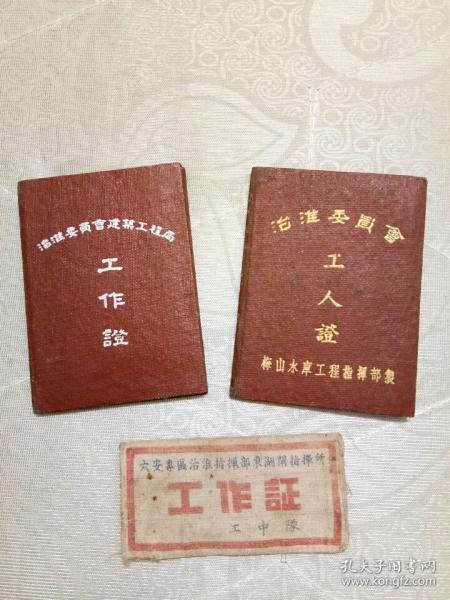 治淮委員會建築工程局
工作證
治淮委員會
工人證
梅山水庫工程指揮部製
六安專區治淮指揮部東湖閘指揮所
工作証
工中隊
孔夫子旧书网
www.kongfz.com